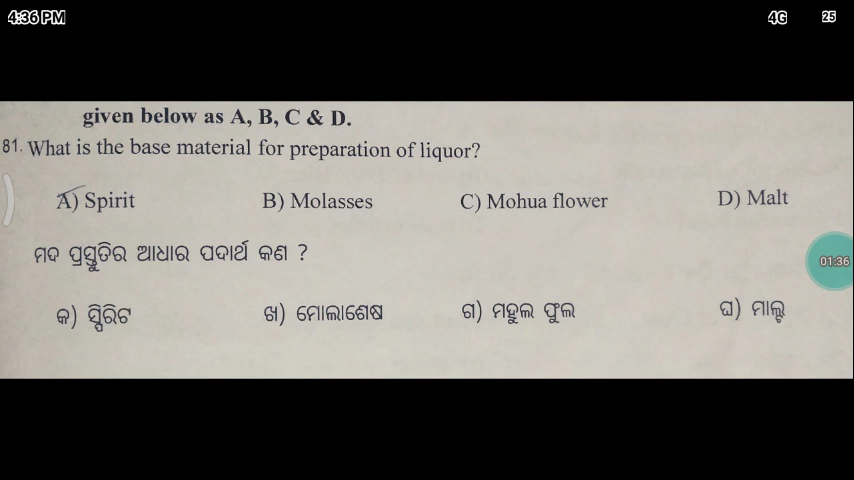 4:36 PM 4G 25
given below as A, B, C & D.
81. What is the base material for preparation of liquor?
A) Spirit B) Molasses C) Mohua flower D) Malt
ମଦ ପ୍ରସ୍ତୁତିର ଆଧାର ପଦାର୍ଥ କଣ ?
01:36
କ) ସ୍ପିରିଟ ଖ) ମୋଲାଶେଷ ଗ) ମହୁଲ ଫୁଲ ଘ) ମାଲ୍ଟ